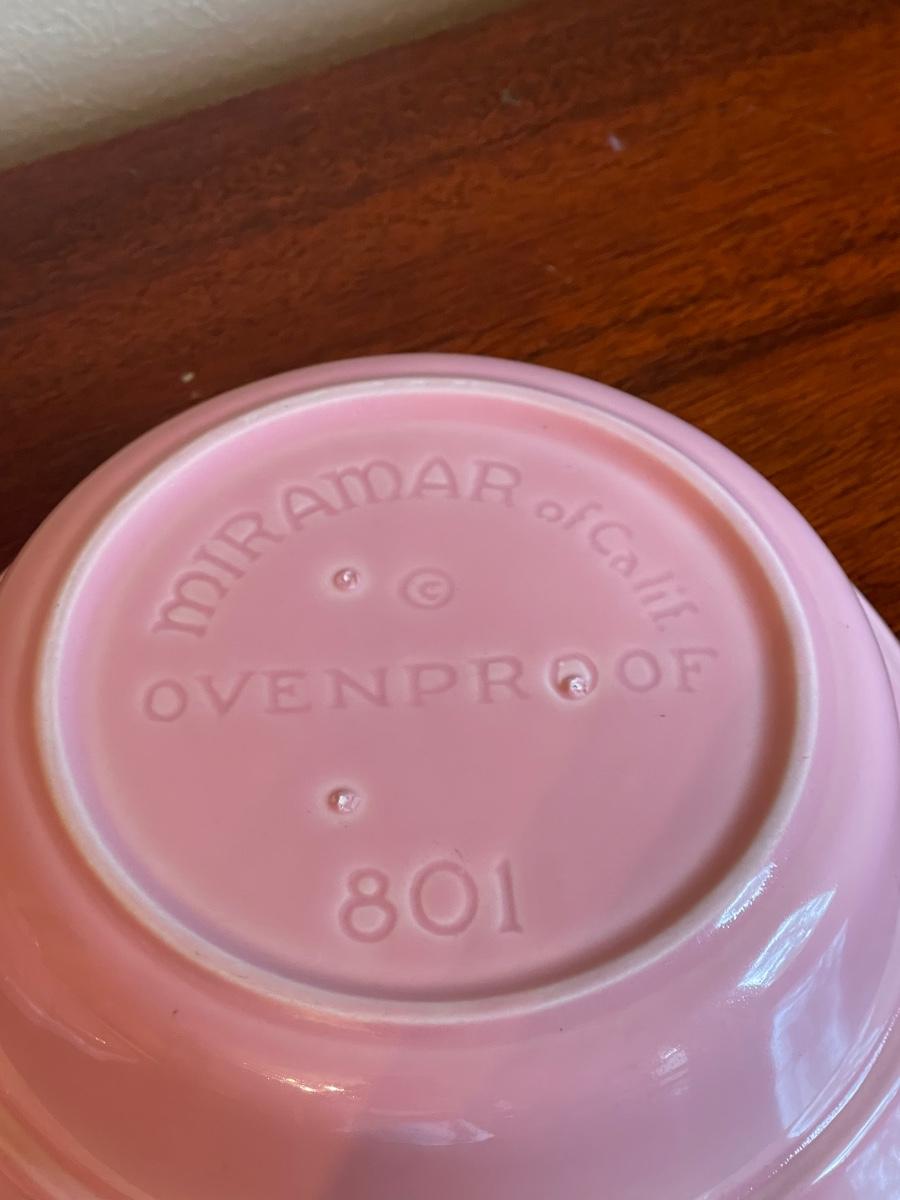 MIRAMAR of Calif.
©
OVENPROOF
801